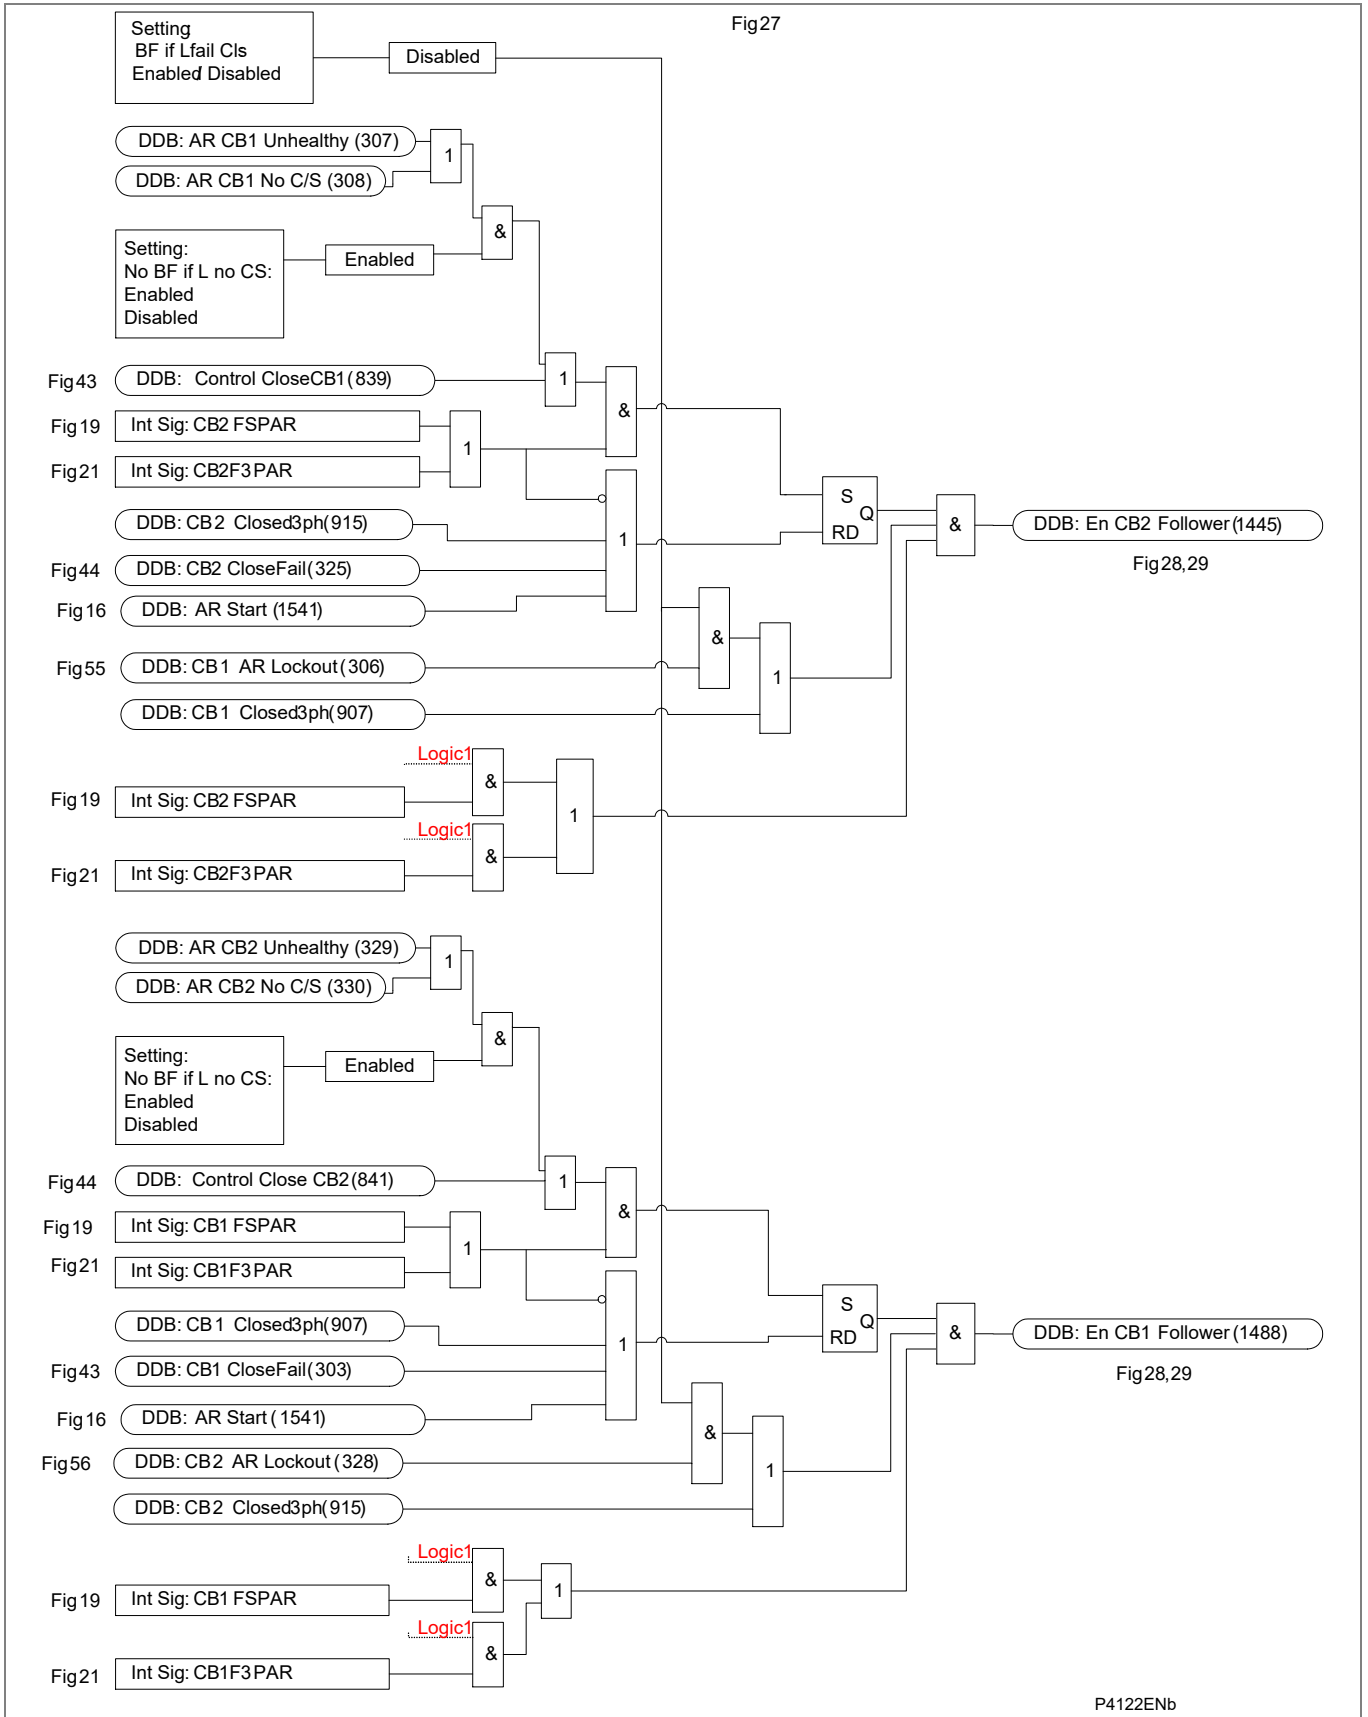 Fig27
Setting
BF if Lfail Cls
Enabled/ Disabled
Disabled
DDB: AR CB1 Unhealthy (307)
1
DDB: AR CB1 No C/S (308)
&
Setting:
No BF if L no CS:
Enabled
Disabled
Enabled
Fig43
DDB: Control CloseCB1(839)
1
&
Fig19
Int Sig: CB2 FSPAR
1
Fig21
Int Sig: CB2F3PAR
DDB: CB2 Closed3ph(915)
1
Fig44
DDB: CB2 CloseFail(325)
Fig16
DDB: AR Start (1541)
S
Q
RD
&
DDB: En CB2 Follower(1445)
Fig28,29
Fig55
DDB: CB1 AR Lockout(306)
&
1
DDB: CB1 Closed3ph(907)
Logic1
&
Fig19
Int Sig: CB2 FSPAR
1
Logic1
&
Fig21
Int Sig: CB2F3PAR
DDB: AR CB2 Unhealthy (329)
1
DDB: AR CB2 No C/S (330)
&
Setting:
No BF if L no CS:
Enabled
Disabled
Enabled
Fig44
DDB: Control Close CB2(841)
1
&
Fig19
Int Sig: CB1 FSPAR
1
Fig21
Int Sig: CB1F3PAR
DDB: CB1 Closed3ph(907)
1
Fig43
DDB: CB1 CloseFail(303)
Fig16
DDB: AR Start(1541)
S
Q
RD
&
DDB: En CB1 Follower(1488)
Fig28,29
Fig56
DDB: CB2 AR Lockout(328)
&
1
DDB: CB2 Closed3ph(915)
Logic1
&
Fig19
Int Sig: CB1 FSPAR
1
Logic1
&
Fig21
Int Sig: CB1F3PAR
P4122ENb